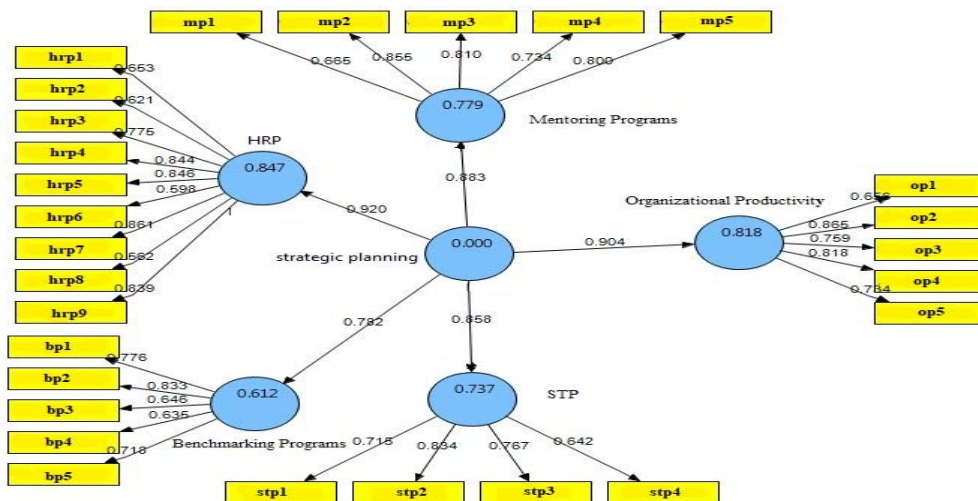 mp1
mp2
mp3
mp4
mp5
0.665
0.855
0.810
0.734
0.800
0.779
Mentoring Programs
hrp1
hrp2
hrp3
hrp4
hrp5
hrp6
hrp7
hrp8
hrp9
0.653
0.621
0.775
0.844
0.846
0.598
0.861
0.562
0.839
1
HRP
0.847
0.920
0.883
strategic planning
0.000
0.904
Organizational Productivity
0.818
0.656
0.865
0.759
0.818
0.734
op1
op2
op3
op4
op5
0.782
0.858
bp1
bp2
bp3
bp4
bp5
0.776
0.833
0.646
0.635
0.718
0.612
Benchmarking Programs
0.737
STP
0.715
0.834
0.767
0.642
stp1
stp2
stp3
stp4